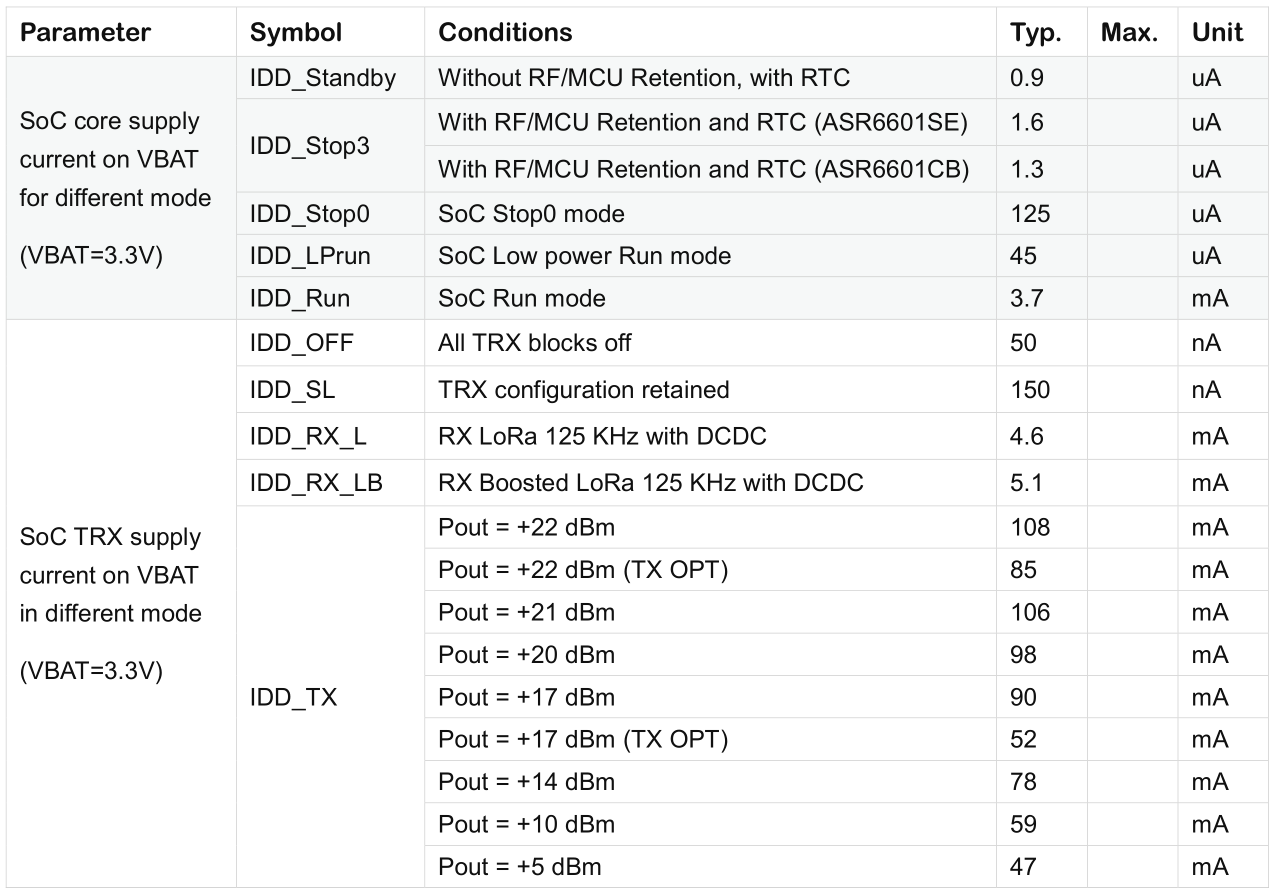 Parameter Symbol Conditions Typ. Max. Unit
SoC core supply
current on VBAT
for different mode
(VBAT=3.3V)
IDD_Standby Without RF/MCU Retention, with RTC 0.9 uA
IDD_Stop3 With RF/MCU Retention and RTC (ASR6601SE) 1.6 uA
With RF/MCU Retention and RTC (ASR6601CB) 1.3 uA
IDD_Stop0 SoC Stop0 mode 125 uA
IDD_LPrun SoC Low power Run mode 45 uA
IDD_Run SoC Run mode 3.7 mA
SoC TRX supply
current on VBAT
in different mode
(VBAT=3.3V)
IDD_OFF All TRX blocks off 50 nA
IDD_SL TRX configuration retained 150 nA
IDD_RX_L RX LoRa 125 KHz with DCDC 4.6 mA
IDD_RX_LB RX Boosted LoRa 125 KHz with DCDC 5.1 mA
IDD_TX Pout = +22 dBm 108 mA
Pout = +22 dBm (TX OPT) 85 mA
Pout = +21 dBm 106 mA
Pout = +20 dBm 98 mA
Pout = +17 dBm 90 mA
Pout = +17 dBm (TX OPT) 52 mA
Pout = +14 dBm 78 mA
Pout = +10 dBm 59 mA
Pout = +5 dBm 47 mA